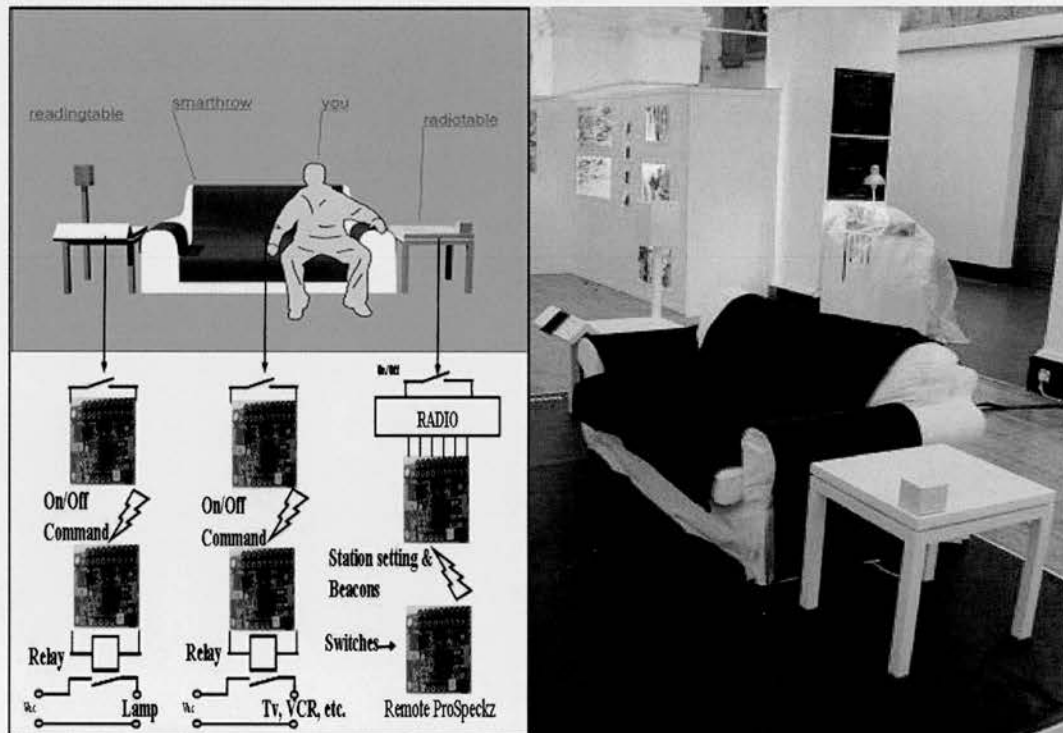 readingtable
smarthrow
you
radiotable
On/Off
RADIO
On/Off
Command
On/Off
Command
Station setting &
Beacons
Relay
Relay
Switches
Lamp
Tv, VCR, etc.
Remote ProSpeckz